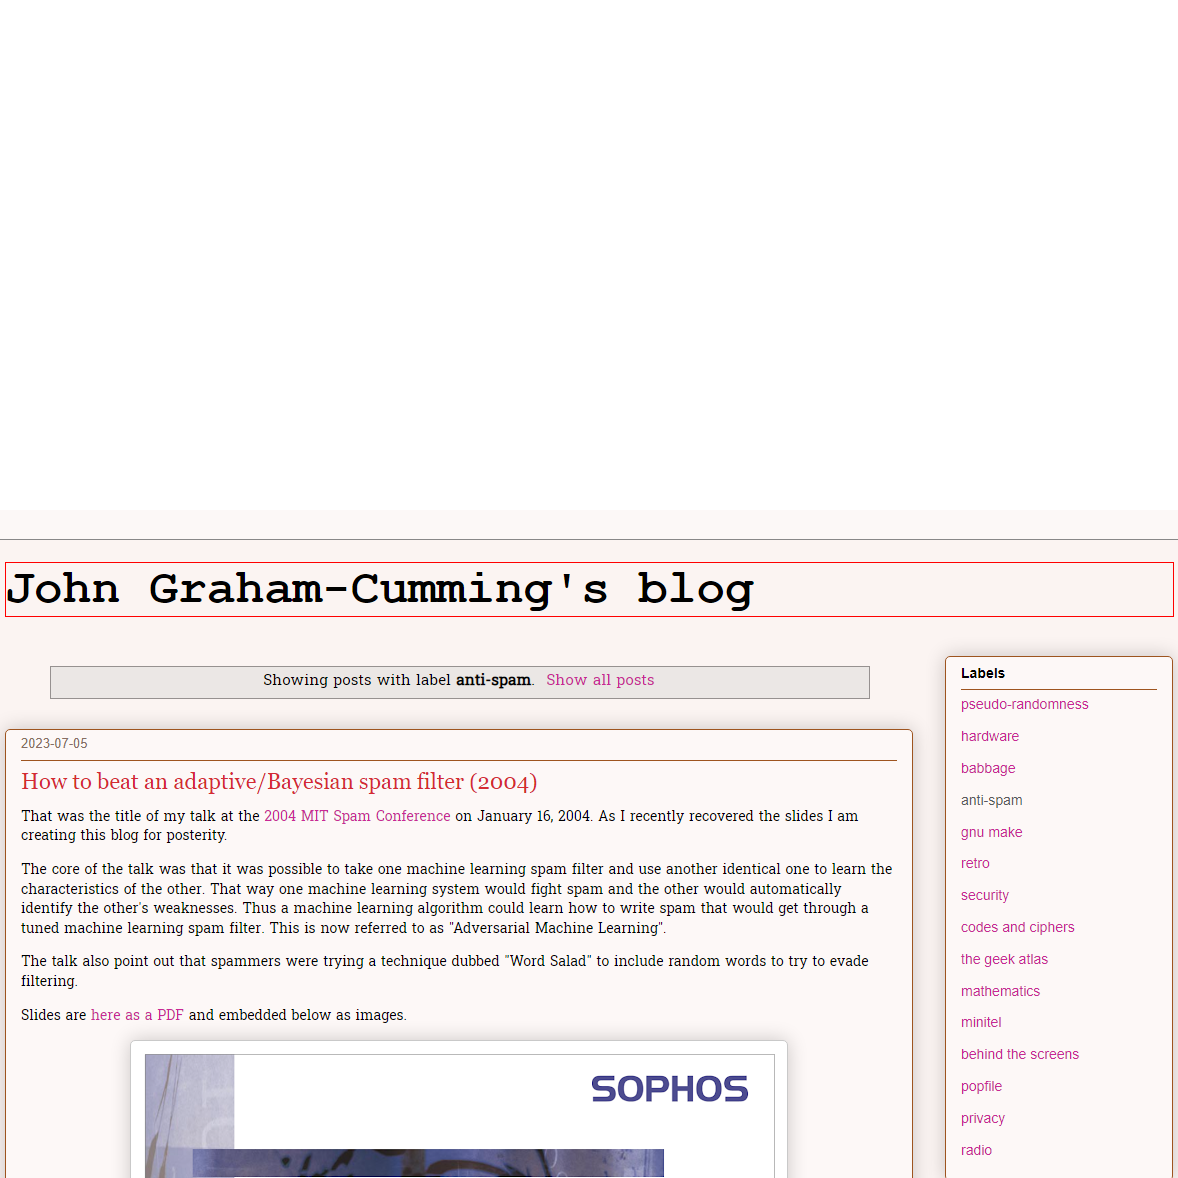 John Graham-Cumming's blog
Showing posts with label anti-spam. Show all posts
2023-07-05
How to beat an adaptive/Bayesian spam filter (2004)
That was the title of my talk at the 2004 MIT Spam Conference on January 16, 2004. As I recently recovered the slides I am
creating this blog for posterity.
The core of the talk was that it was possible to take one machine learning spam filter and use another identical one to learn the
characteristics of the other. That way one machine learning system would fight spam and the other would automatically
identify the other's weaknesses. Thus a machine learning algorithm could learn how to write spam that would get through a
tuned machine learning spam filter. This is now referred to as "Adversarial Machine Learning".
The talk also point out that spammers were trying a technique dubbed "Word Salad" to include random words to try to evade
filtering.
Slides are here as a PDF and embedded below as images.
SOPHOS
Labels
pseudo-randomness
hardware
babbage
anti-spam
gnu make
retro
security
codes and ciphers
the geek atlas
mathematics
minitel
behind the screens
popfile
privacy
radio